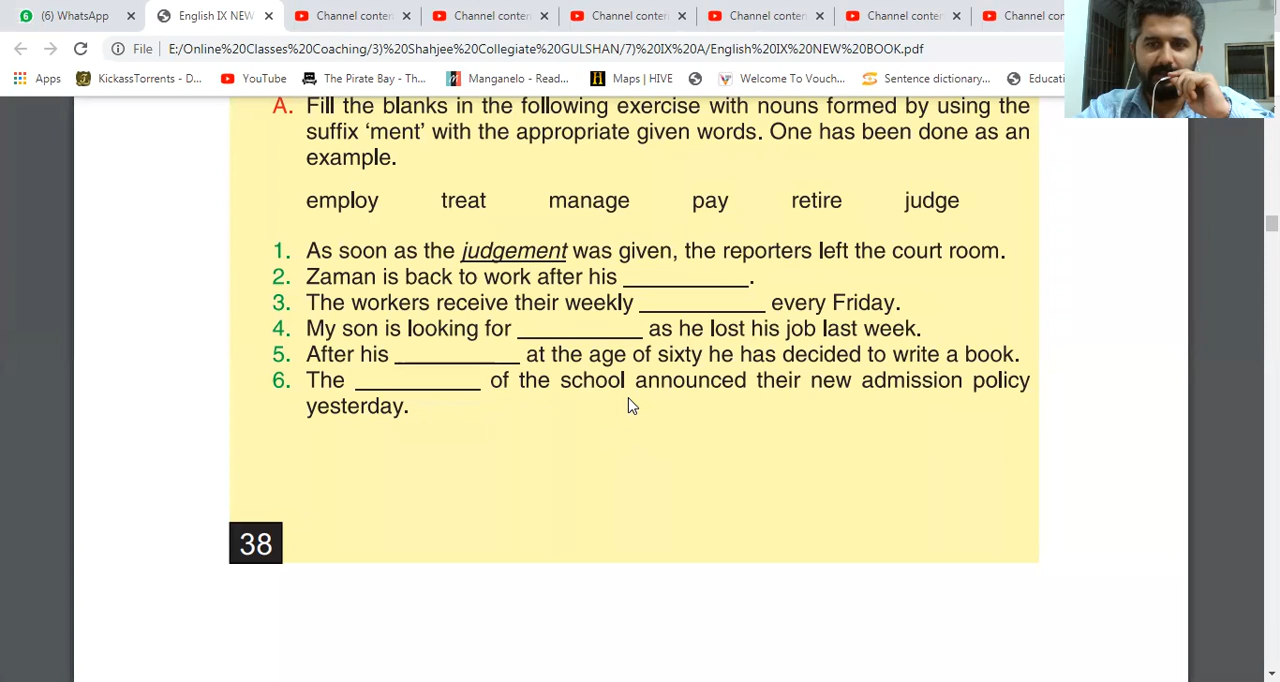 (6) WhatsApp
English IX NEW
Channel conten
Channel conte
Channel conte
Channel conte
Channel conte
Channel con
File E:/Online%20Classes%20Coaching/3)%20Shahjee%20Collegiate%20GULSHAN/7)%20IX%20A/English%20IX%20NEW%20BOOK.pdf
Apps KickassTorrents - D... YouTube The Pirate Bay - Th... Manganelo - Read... Maps | HIVE Welcome To Vouch... Sentence dictionary... Educati
A. Fill the blanks in the following exercise with nouns formed by using the
suffix ‘ment’ with the appropriate given words. One has been done as an
example.
employ treat manage pay retire judge
1. As soon as the judgement was given, the reporters left the court room.
2. Zaman is back to work after his ___________.
3. The workers receive their weekly ___________ every Friday.
4. My son is looking for ___________ as he lost his job last week.
5. After his ___________ at the age of sixty he has decided to write a book.
6. The ___________ of the school announced their new admission policy
yesterday.
38